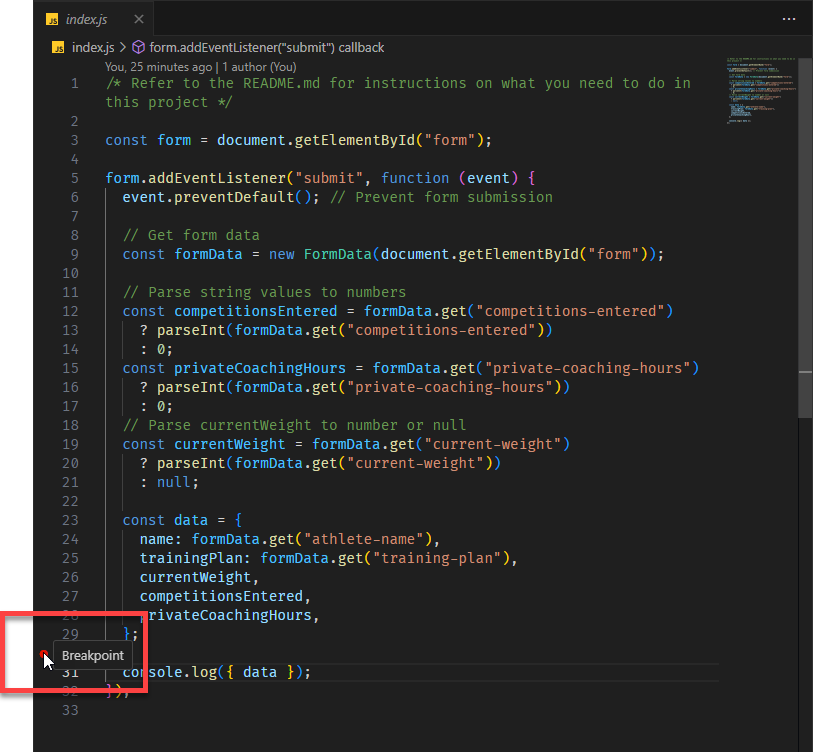 JS index.js × ...
JS index.js > form.addEventListener("submit") callback
You, 25 minutes ago | 1 author (You)
1 /* Refer to the README.md for instructions on what you need to do in
this project */
2
3 const form = document.getElementById("form");
4
5 form.addEventListener("submit", function (event) {
6 event.preventDefault(); // Prevent form submission
7
8 // Get form data
9 const formData = new FormData(document.getElementById("form"));
10
11 // Parse string values to numbers
12 const competitionsEntered = formData.get("competitions-entered")
13 ? parseInt(formData.get("competitions-entered"))
14 : 0;
15 const privateCoachingHours = formData.get("private-coaching-hours")
16 ? parseInt(formData.get("private-coaching-hours"))
17 : 0;
18 // Parse currentWeight to number or null
19 const currentWeight = formData.get("current-weight")
20 ? parseInt(formData.get("current-weight"))
21 : null;
22
23 const data = {
24 name: formData.get("athlete-name"),
25 trainingPlan: formData.get("training-plan"),
26 currentWeight,
27 competitionsEntered,
28 privateCoachingHours,
29 };
Breakpoint
31 console.log({ data });
32 });
33